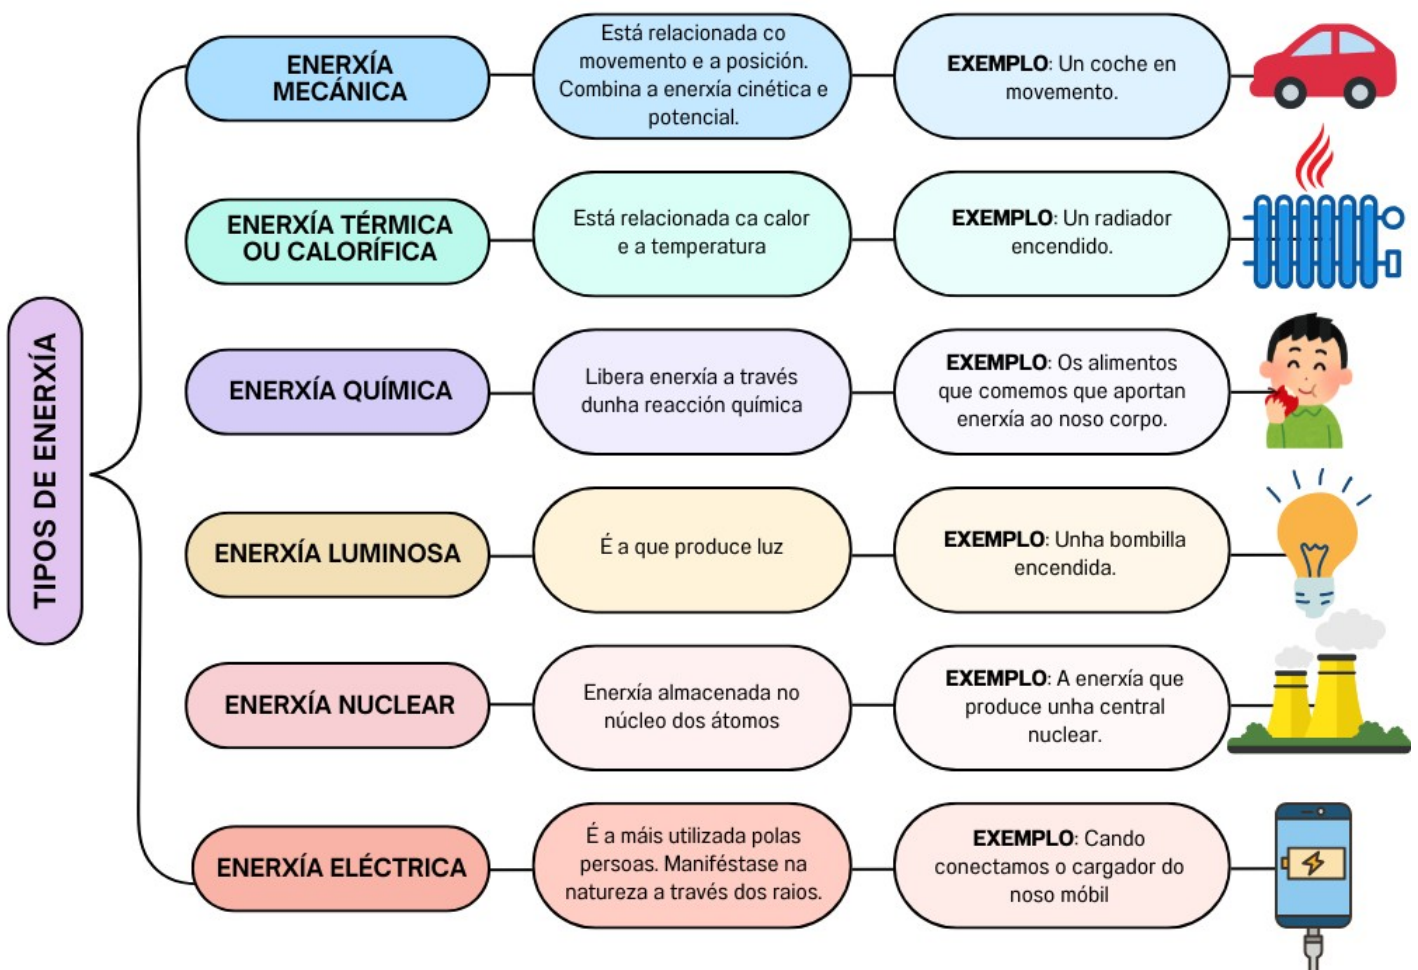 TIPOS DE ENERXÍA
ENERXÍA
MECÁNICA
Está relacionada co
movemento e a posición.
Combina a enerxía cinética e
potencial.
EXEMPLO: Un coche en
movemento.
ENERXÍA TÉRMICA
OU CALORÍFICA
Está relacionada ca calor
e a temperatura
EXEMPLO: Un radiador
encendido.
ENERXÍA QUÍMICA
Libera enerxía a través
dunha reacción química
EXEMPLO: Os alimentos
que comemos que aportan
enerxía ao noso corpo.
ENERXÍA LUMINOSA
É a que produce luz
EXEMPLO: Unha bombilla
encendida.
ENERXÍA NUCLEAR
Enerxía almacenada no
núcleo dos átomos
EXEMPLO: A enerxía que
produce unha central
nuclear.
ENERXÍA ELÉCTRICA
É a máis utilizada polas
persoas. Maniféstase na
natureza a través dos raios.
EXEMPLO: Cando
conectamos o cargador do
noso móbil